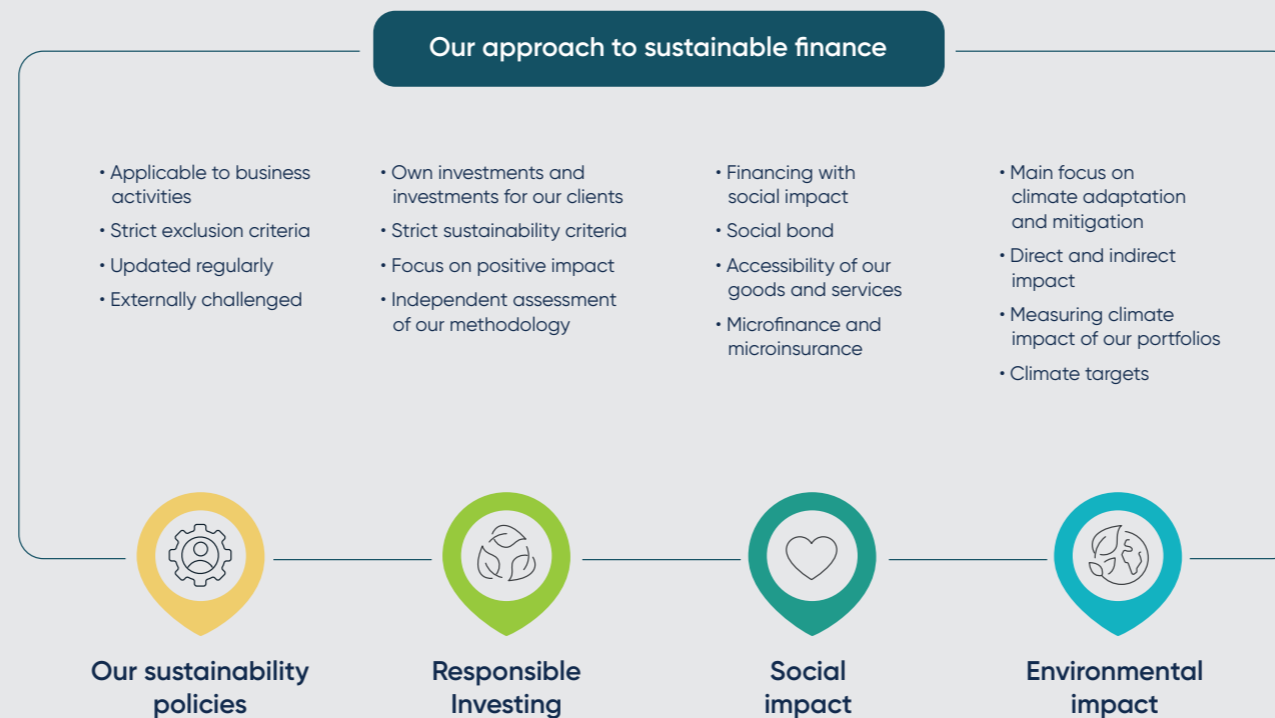 Our approach to sustainable finance
• Applicable to business
activities
• Strict exclusion criteria
• Updated regularly
• Externally challenged
• Own investments and
investments for our clients
• Strict sustainability criteria
• Focus on positive impact
• Independent assessment
of our methodology
• Financing with
social impact
• Social bond
• Accessibility of our
goods and services
• Microfinance and
microinsurance
• Main focus on
climate adaptation
and mitigation
• Direct and indirect
impact
• Measuring climate
impact of our portfolios
• Climate targets
Our sustainability
policies
Responsible
Investing
Social
impact
Environmental
impact